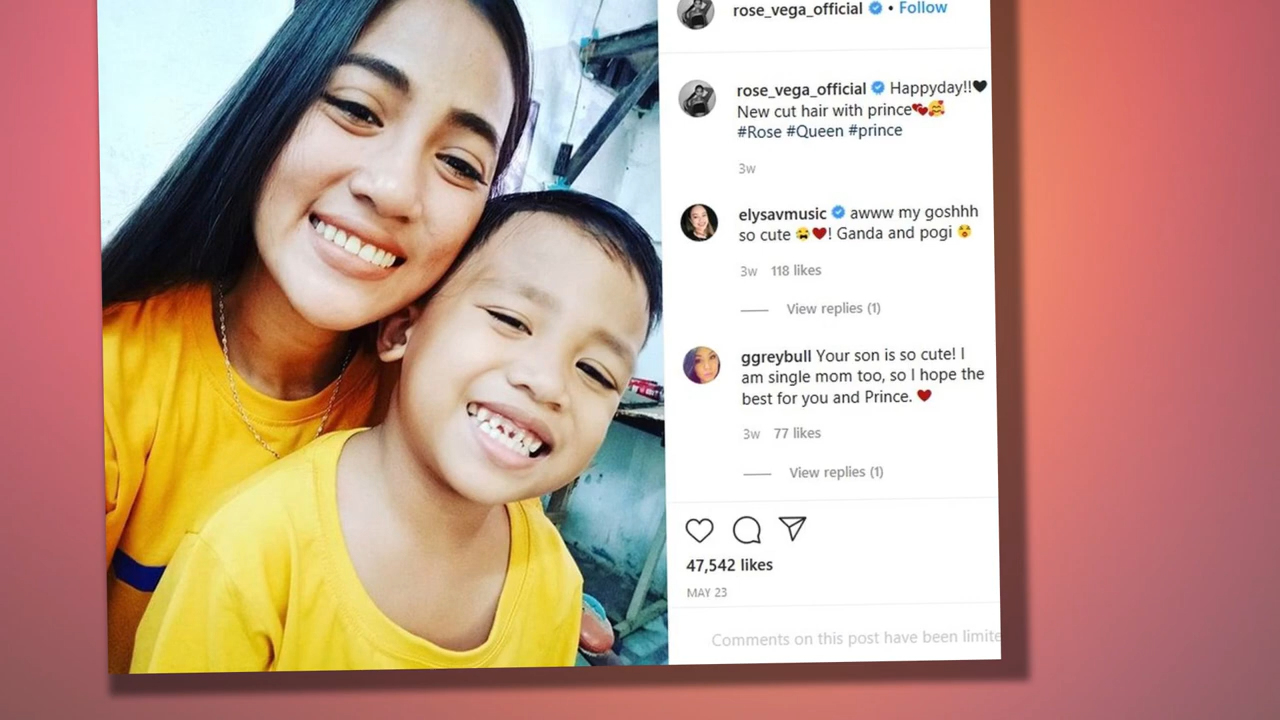 rose_vega_official • Follow
rose_vega_official Happyday!!🖤
New cut hair with prince💕🥰
#Rose #Queen #prince
3w
elysavmusic awww my goshhh
so cute 😭❤️! Ganda and pogi 😲
3w 118 likes
View replies (1)
ggreybull Your son is so cute! I
am single mom too, so I hope the
best for you and Prince. ❤️
3w 77 likes
View replies (1)
47,542 likes
MAY 23
Comments on this post have been limite